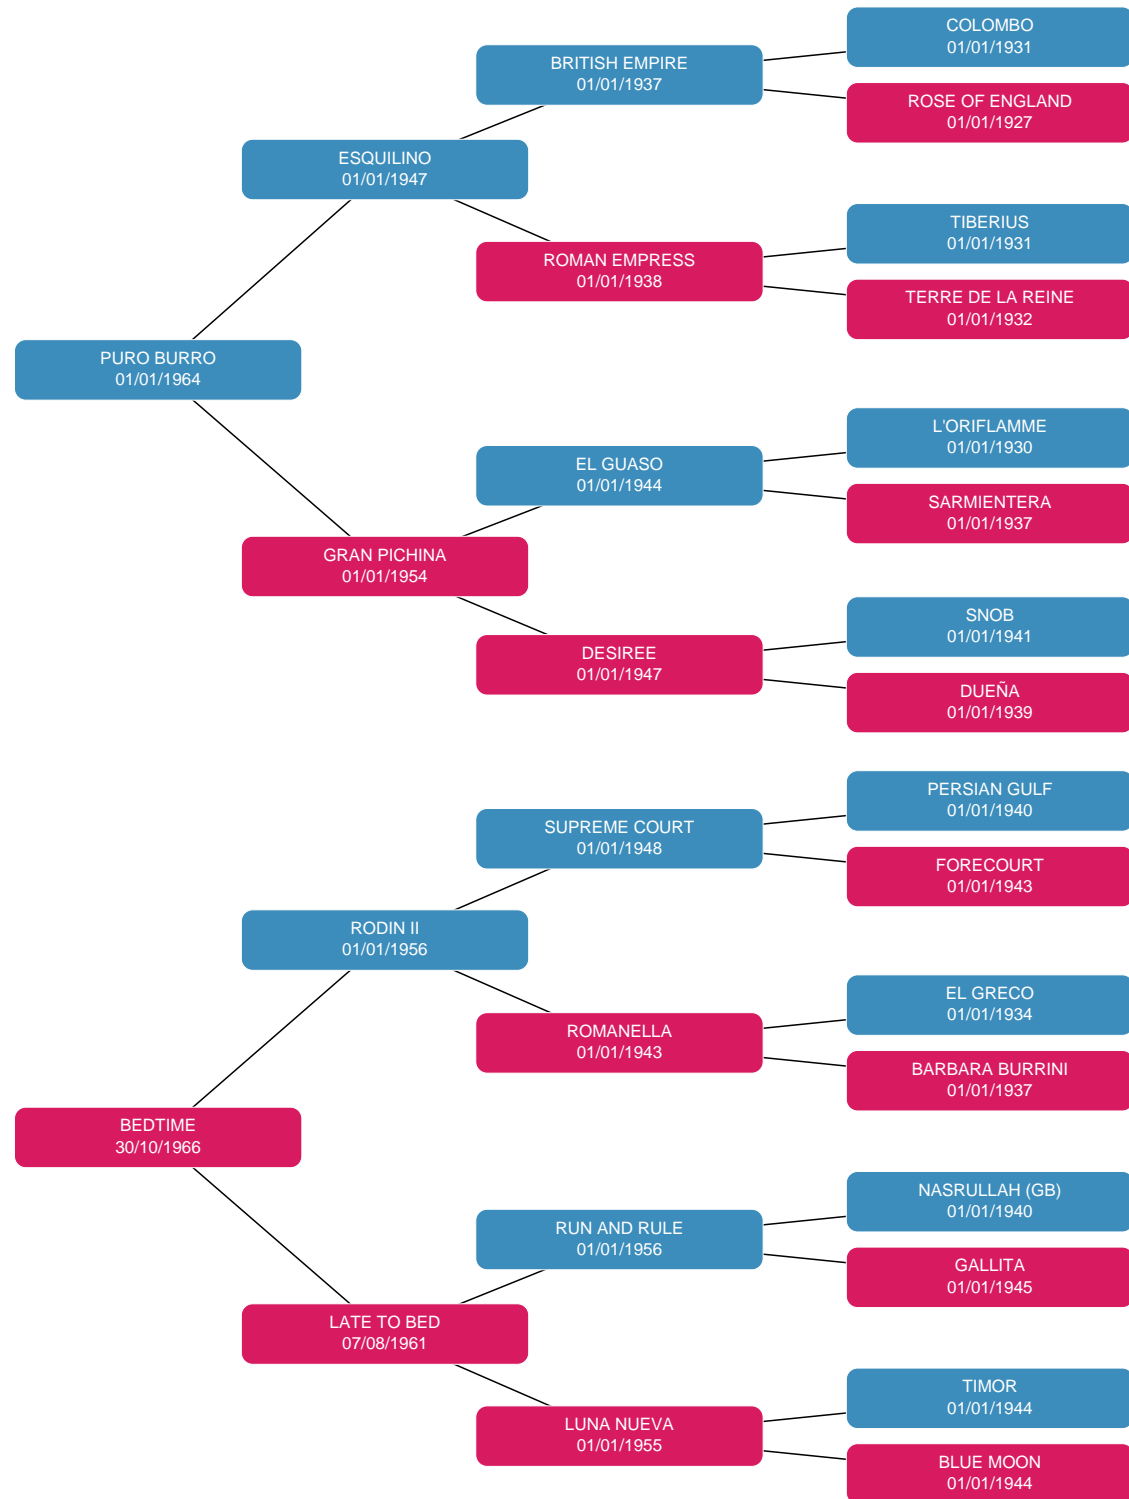 COLOMBO
01/01/1931
BRITISH EMPIRE
01/01/1937
ROSE OF ENGLAND
01/01/1927
ESQUILINO
01/01/1947
TIBERIUS
01/01/1931
ROMAN EMPRESS
01/01/1938
TERRE DE LA REINE
01/01/1932
PURO BURRO
01/01/1964
L'ORIFLAMME
01/01/1930
EL GUASO
01/01/1944
SARMIENTERA
01/01/1937
GRAN PICHINA
01/01/1954
SNOB
01/01/1941
DESIREE
01/01/1947
DUEÑA
01/01/1939
PERSIAN GULF
01/01/1940
SUPREME COURT
01/01/1948
FORECOURT
01/01/1943
RODIN II
01/01/1956
EL GRECO
01/01/1934
ROMANELLA
01/01/1943
BARBARA BURRINI
01/01/1937
BEDTIME
30/10/1966
NASRULLAH (GB)
01/01/1940
RUN AND RULE
01/01/1956
GALLITA
01/01/1945
LATE TO BED
07/08/1961
TIMOR
01/01/1944
LUNA NUEVA
01/01/1955
BLUE MOON
01/01/1944